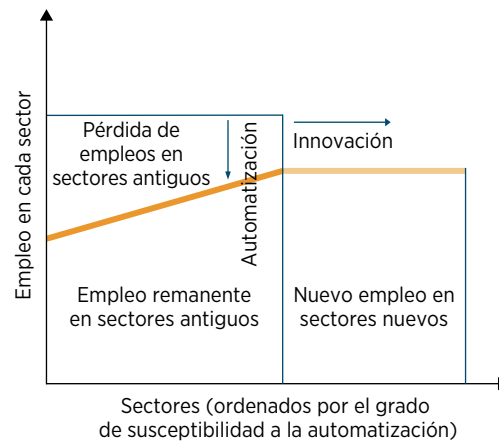 Empleo en cada sector
Pérdida de
empleos en
sectores antiguos
Automatización
Innovación
Empleo remanente
en sectores antiguos
Nuevo empleo en
sectores nuevos
Sectores (ordenados por el grado
de susceptibilidad a la automatización)